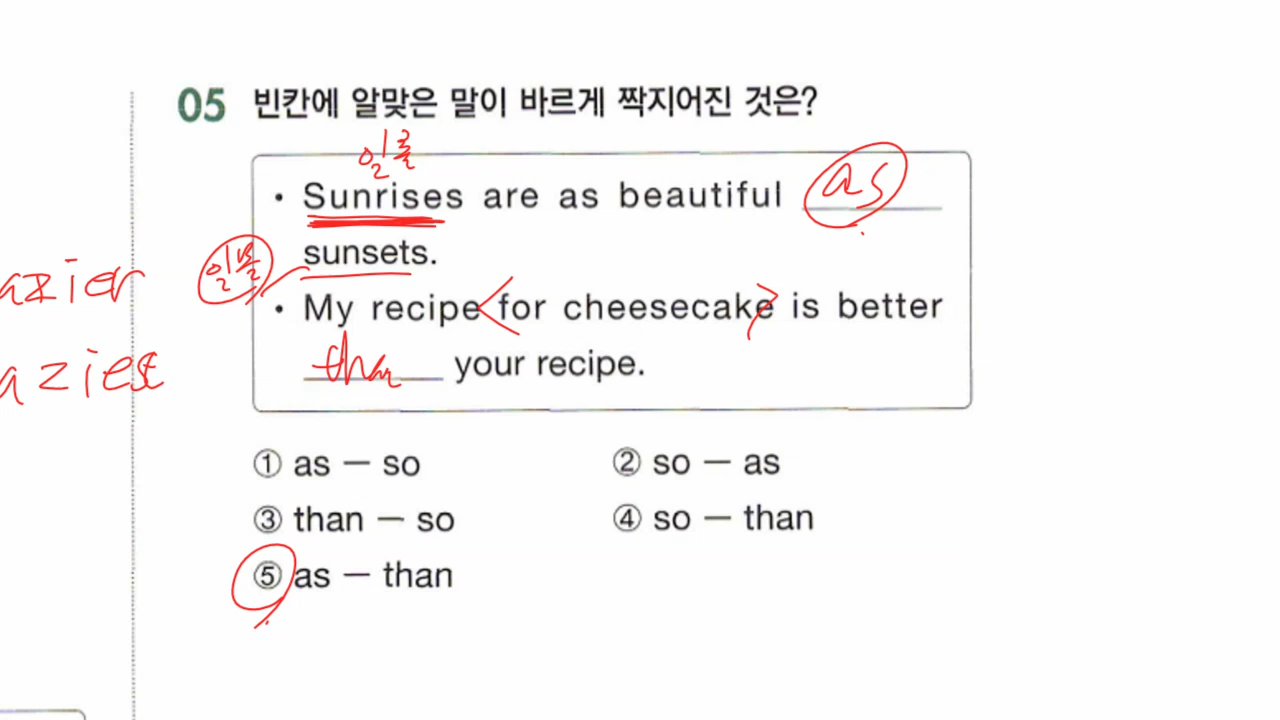 05 빈칸에 알맞은 말이 바르게 짝지어진 것은?
일출
• Sunrises are as beautiful as
일몰 sunsets.
azier
• My recipe < for cheesecake > is better
than your recipe.
aziest
① as — so ② so — as
③ than — so ④ so — than
⑤ as — than